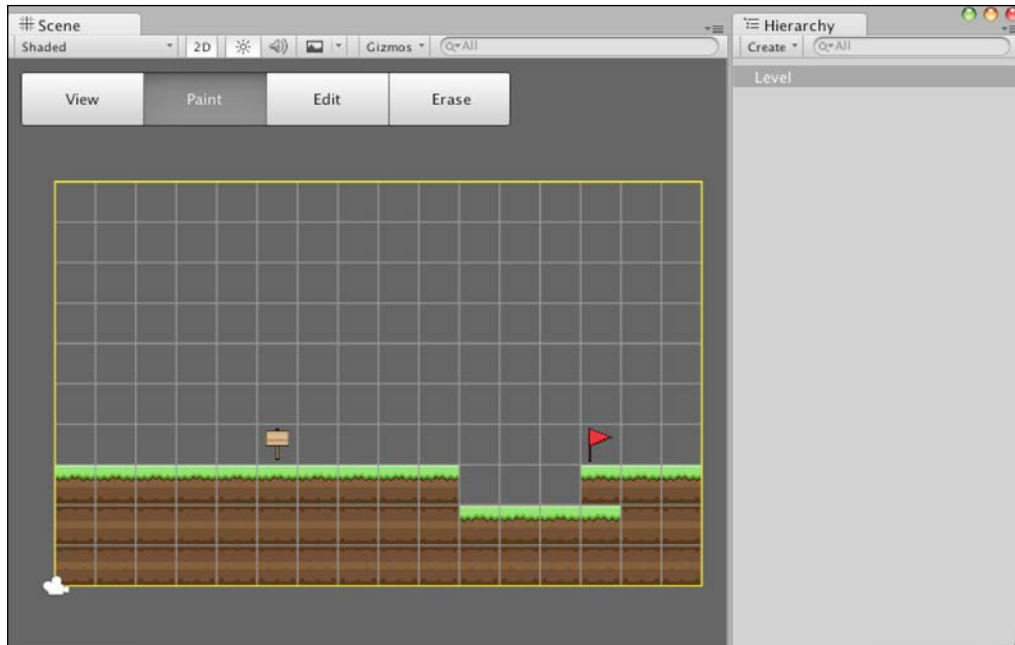 Scene
Shaded 2D Gizmos All
View Paint Edit Erase
Hierarchy
Create All
Level